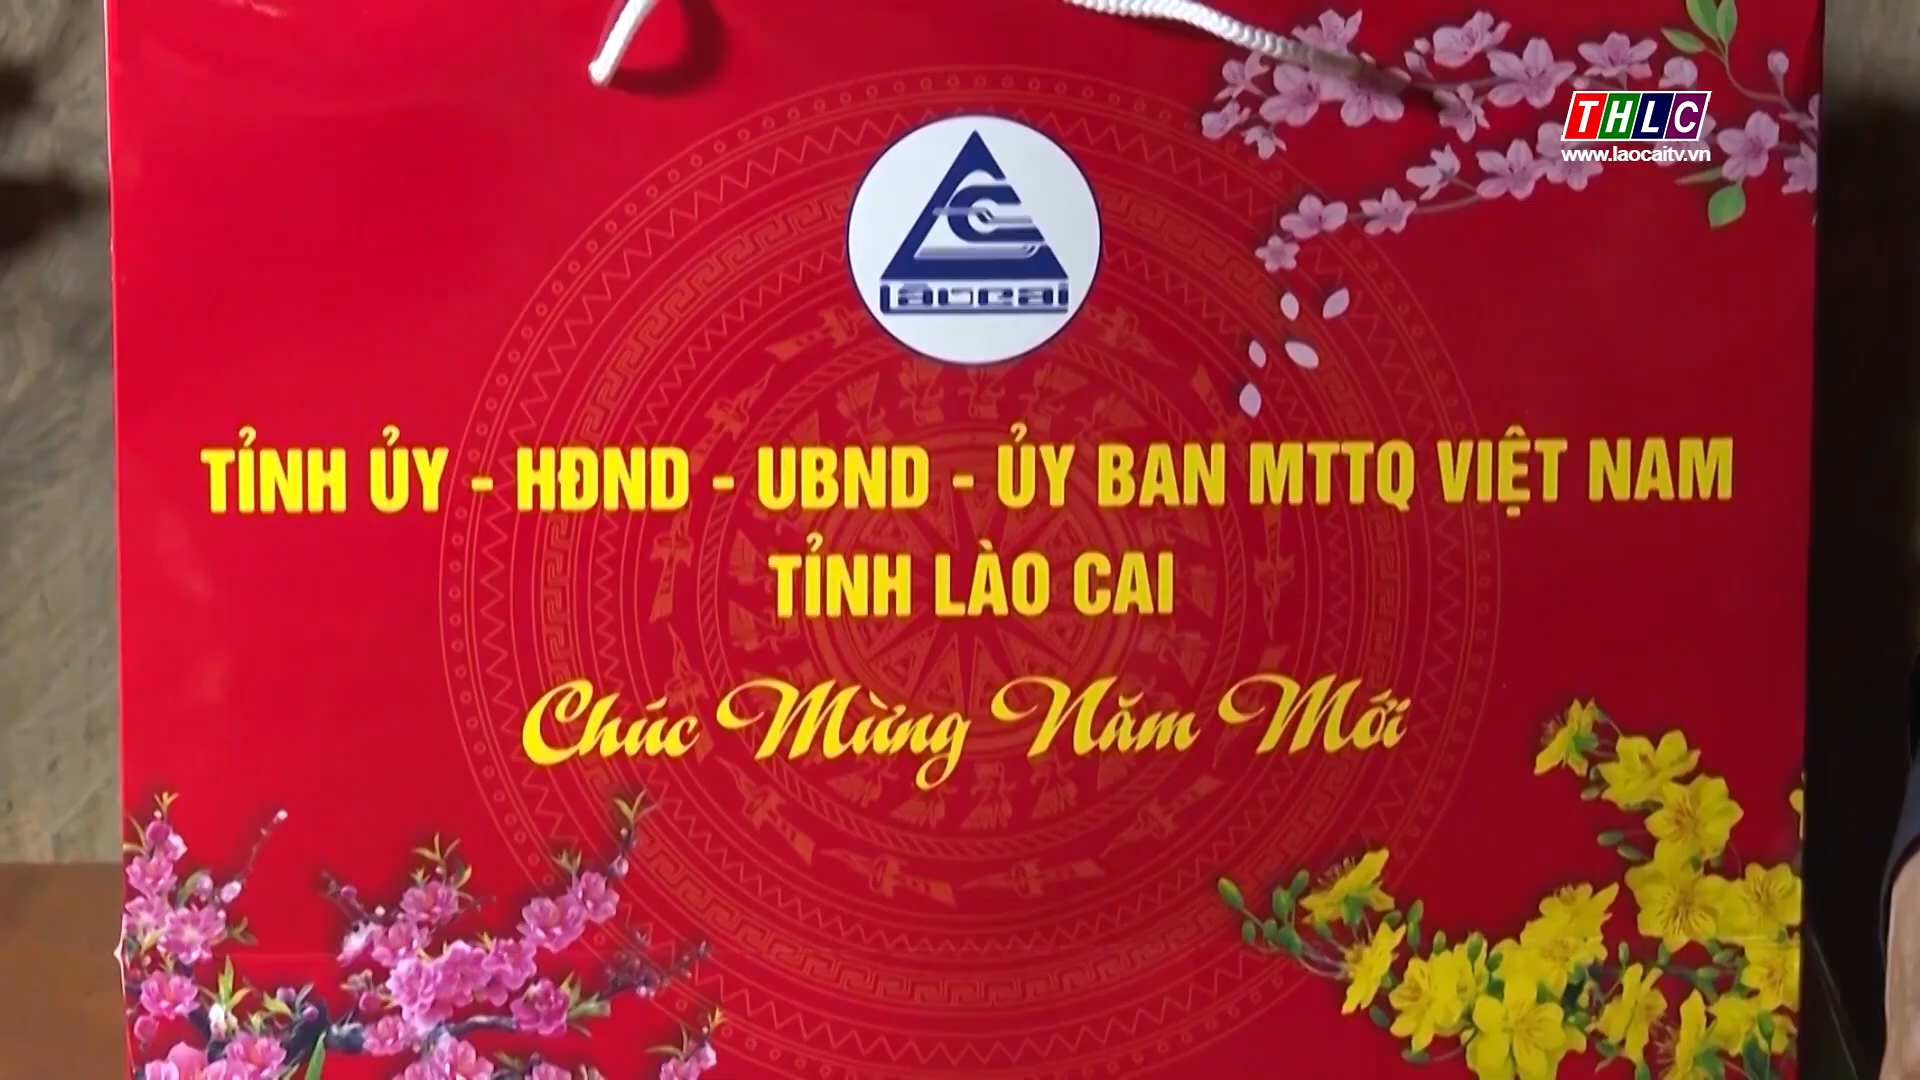 THLC
www.laocaitv.vn
LàoCai
TỈNH ỦY - HĐND - UBND - ỦY BAN MTTQ VIỆT NAM
TỈNH LÀO CAI
Chúc Mừng Năm Mới